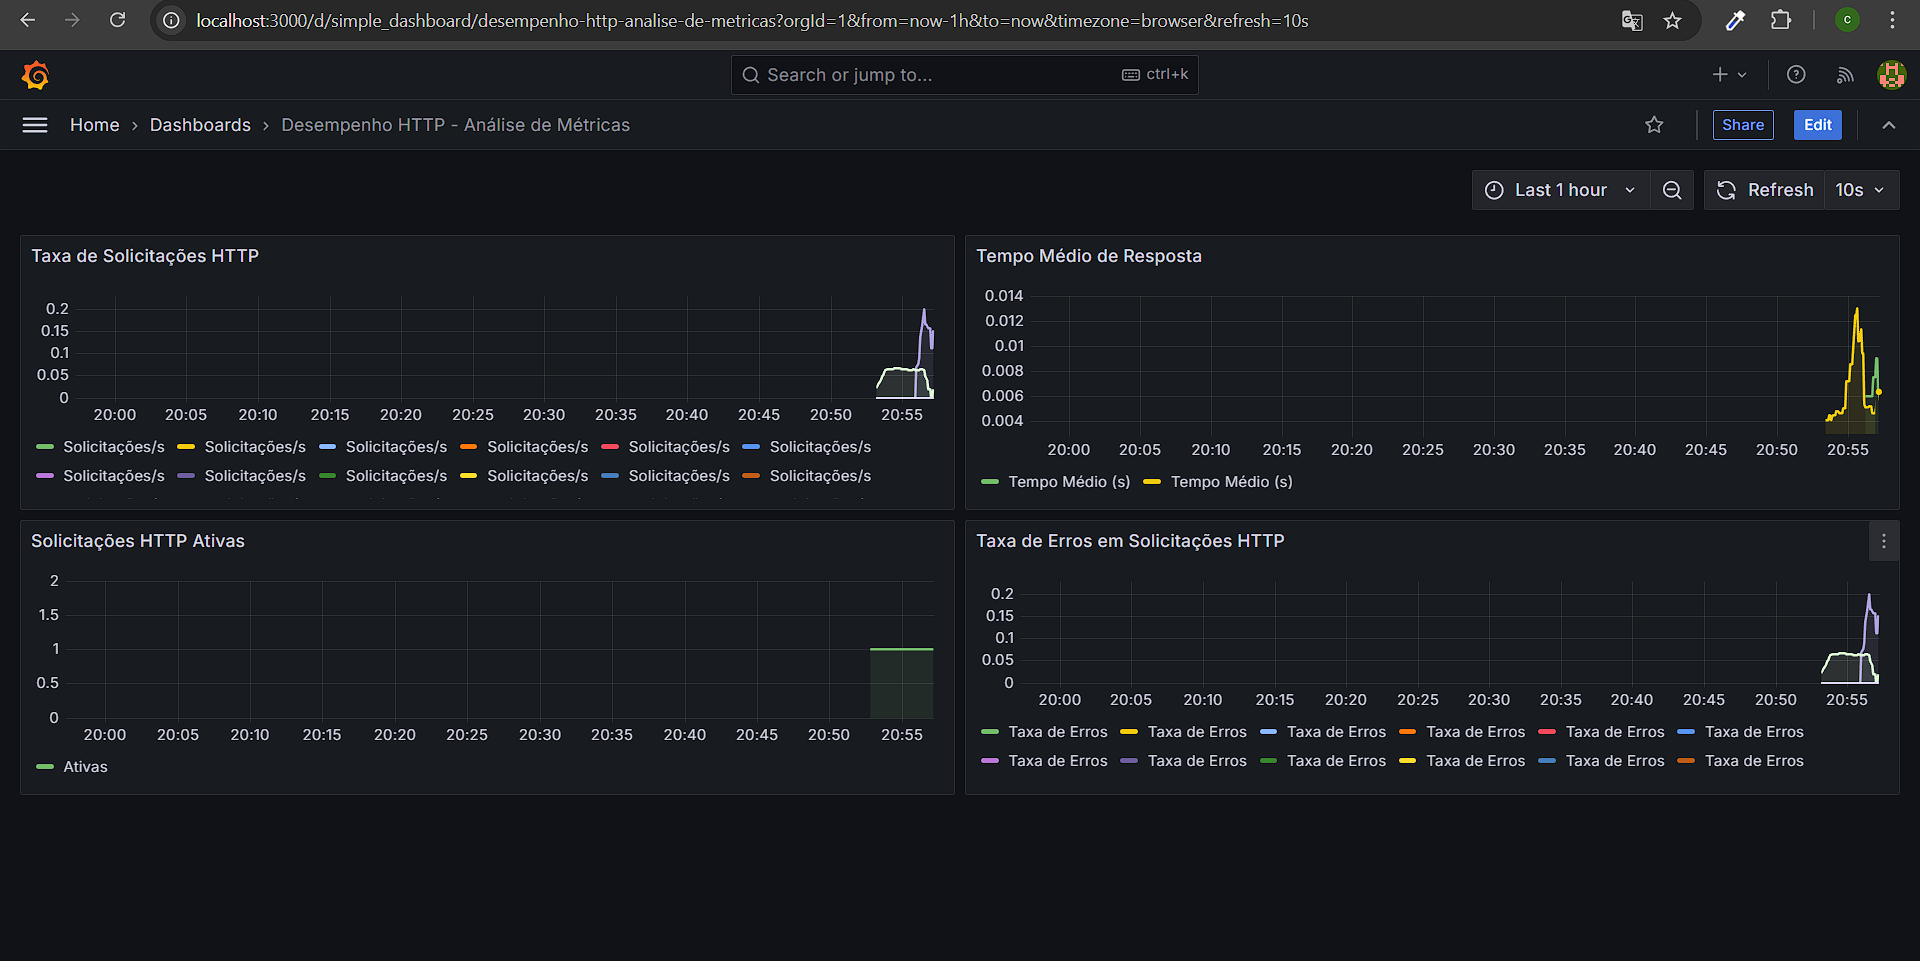 localhost:3000/d/simple_dashboard/desempenho-http-analise-de-metricas?orgId=1&from=now-1h&to=now&timezone=browser&refresh=10s
C
Search or jump to...
ctrl+k
Home › Dashboards › Desempenho HTTP - Análise de Métricas
Share
Edit
Last 1 hour
Refresh
10s
Taxa de Solicitações HTTP
0.2
0.15
0.1
0.05
0
20:00 20:05 20:10 20:15 20:20 20:25 20:30 20:35 20:40 20:45 20:50 20:55
Solicitações/s Solicitações/s Solicitações/s Solicitações/s Solicitações/s Solicitações/s
Solicitações/s Solicitações/s Solicitações/s Solicitações/s Solicitações/s Solicitações/s
Tempo Médio de Resposta
0.014
0.012
0.01
0.008
0.006
0.004
20:00 20:05 20:10 20:15 20:20 20:25 20:30 20:35 20:40 20:45 20:50 20:55
Tempo Médio (s) Tempo Médio (s)
Solicitações HTTP Ativas
2
1.5
1
0.5
0
20:00 20:05 20:10 20:15 20:20 20:25 20:30 20:35 20:40 20:45 20:50 20:55
Ativas
Taxa de Erros em Solicitações HTTP
0.2
0.15
0.1
0.05
0
20:00 20:05 20:10 20:15 20:20 20:25 20:30 20:35 20:40 20:45 20:50 20:55
Taxa de Erros Taxa de Erros Taxa de Erros Taxa de Erros Taxa de Erros Taxa de Erros
Taxa de Erros Taxa de Erros Taxa de Erros Taxa de Erros Taxa de Erros Taxa de Erros